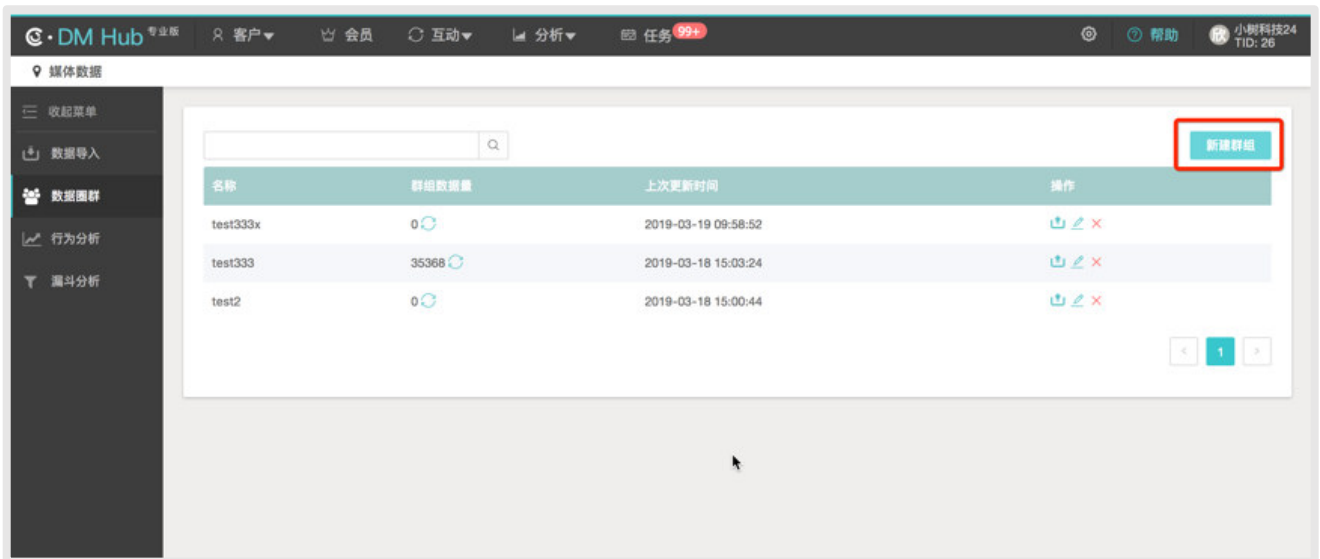 DM Hub 专业版 客户 会员 互动 分析 任务 99+ 帮助 欣 小树科技24
TID: 26
媒体数据
收起菜单
数据导入
数据圈群
行为分析
漏斗分析
新建群组
名称 群组数据量 上次更新时间 操作
test333x 0 2019-03-19 09:58:52
test333 35368 2019-03-18 15:03:24
test2 0 2019-03-18 15:00:44
< 1 >